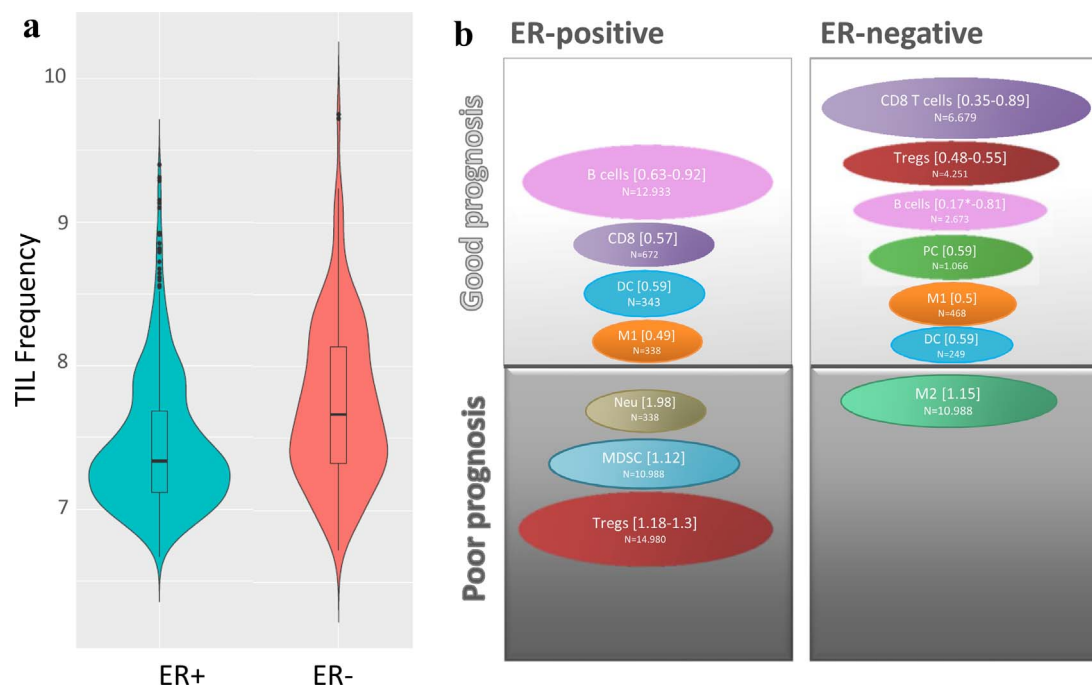 a
TIL Frequency
10
9
8
7
ER+
ER-
b
ER-positive
ER-negative
Good prognosis
Poor prognosis
B cells [0.63-0.92]
N=12.933
CD8 [0.57]
N=672
DC [0.59]
N=343
M1 [0.49]
N=338
Neu [1.98]
N=338
MDSC [1.12]
N=10.988
Tregs [1.18-1.3]
N=14.980
CD8 T cells [0.35-0.89]
N=6.679
Tregs [0.48-0.55]
N=4.251
B cells [0.17*-0.81]
N= 2.673
PC [0.59]
N=1.066
M1 [0.5]
N=468
DC [0.59]
N=249
M2 [1.15]
N=10.988